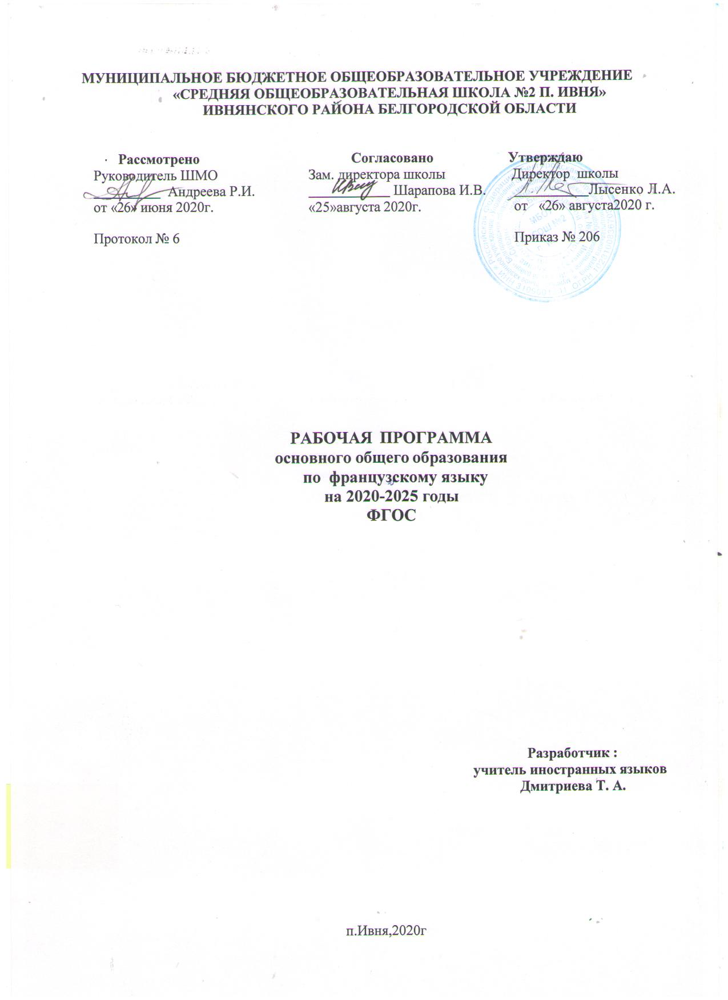 МУНИЦИПАЛЬНОЕ БЮДЖЕТНОЕ ОБЩЕОБРАЗОВАТЕЛЬНОЕ УЧРЕЖДЕНИЕ
«СРЕДНЯЯ ОБЩЕОБРАЗОВАТЕЛЬНАЯ ШКОЛА №2 П. ИВНЯ»
ИВНЯНСКОГО РАЙОНА БЕЛГОРОДСКОЙ ОБЛАСТИ
Рассмотрено
Руководитель ШМО
Андреева Р.И.
от «26» июня 2020г.
Протокол № 6
Согласовано
Зам. директора школы
Шарапова И.В.
«25»августа 2020г.
Утверждаю
Директор школы
Лысенко Л.А.
от «26» августа2020 г.
Приказ № 206
МБОУ
СОШ №2
РАБОЧАЯ ПРОГРАММА
основного общего образования
по французскому языку
на 2020-2025 годы
ФГОС
Разработчик :
учитель иностранных языков
Дмитриева Т. А.
п.Ивня,2020г